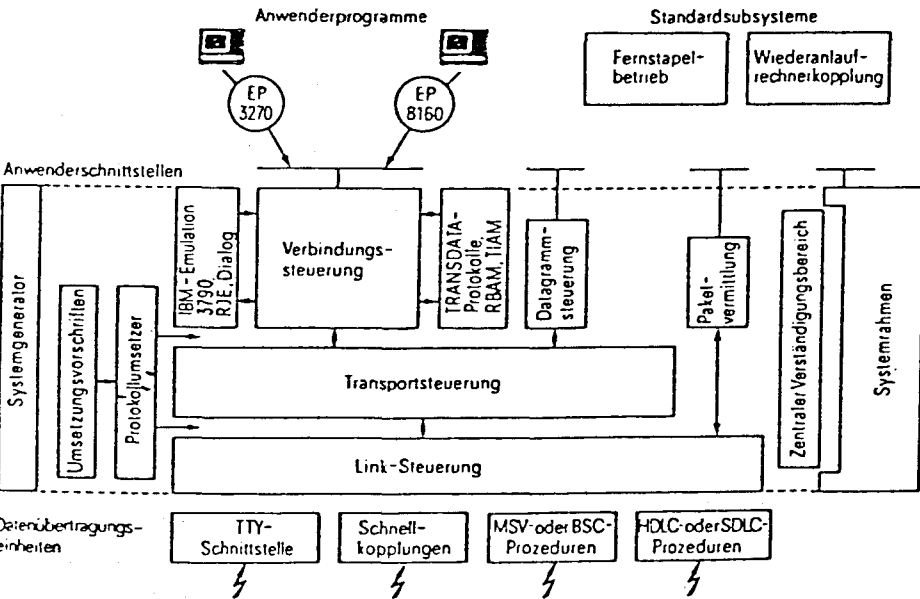 Anwenderprogramme
Standardsubsysteme
EP
3270
EP
8160
Fernstapel-
betrieb
Wiederanlauf-
rechnerkopplung
Anwenderschnittstellen
Systemgenerator
Umsetzungsvorschriften
Protokollumsetzer
IBM-Emulation
3790,
RJE, Dialog
Verbindungs-
steuerung
TRANSDATA-
Protokolle,
RBAM, TIAM
Datagramm-
steuerung
Paket-
vermittlung
Zentraler Verständigungsbereich
Systemrahmen
Transportsteuerung
Link-Steuerung
Datenübertragungs-
einheiten
TTY-
Schnittstelle
Schnell-
kopplungen
MSV-oder BSC-
Prozeduren
HDLC-oder SDLC-
Prozeduren